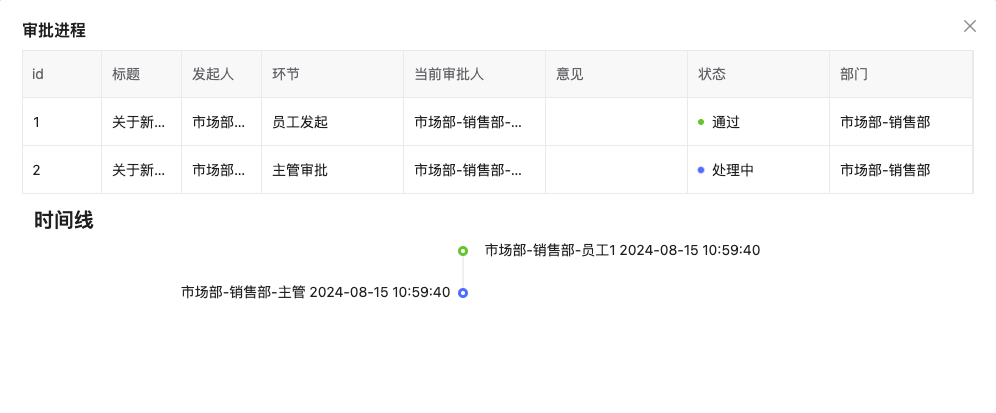 审批进程
id 标题 发起人 环节 当前审批人 意见 状态 部门
1 关于新... 市场部... 员工发起 市场部-销售部-... 通过 市场部-销售部
2 关于新... 市场部... 主管审批 市场部-销售部-... 处理中 市场部-销售部
时间线
市场部-销售部-员工1 2024-08-15 10:59:40
市场部-销售部-主管 2024-08-15 10:59:40